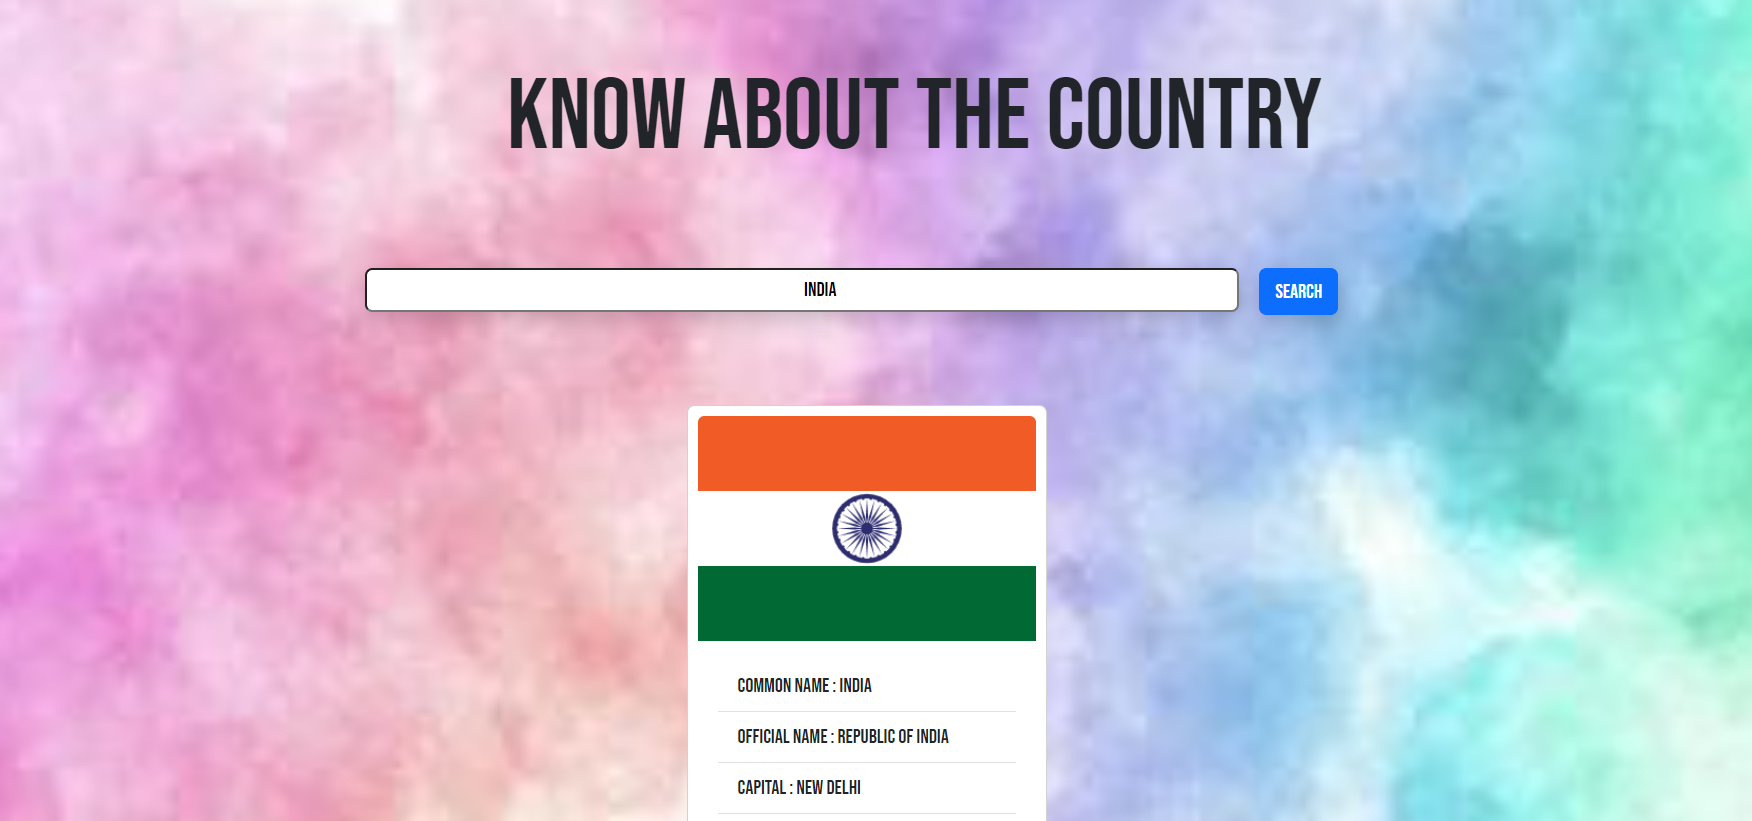 KNOW ABOUT THE COUNTRY
INDIA
SEARCH
COMMON NAME : INDIA
OFFICIAL NAME : REPUBLIC OF INDIA
CAPITAL : NEW DELHI